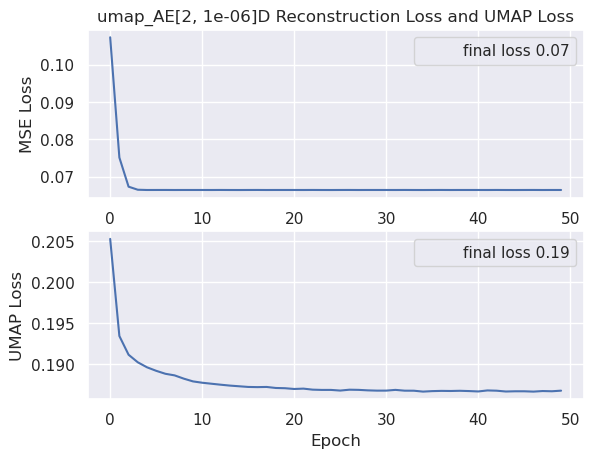 umap_AE[2, 1e-06]D Reconstruction Loss and UMAP Loss
final loss 0.07
MSE Loss
0.10
0.09
0.08
0.07
0 10 20 30 40 50
final loss 0.19
UMAP Loss
0.205
0.200
0.195
0.190
0 10 20 30 40 50
Epoch